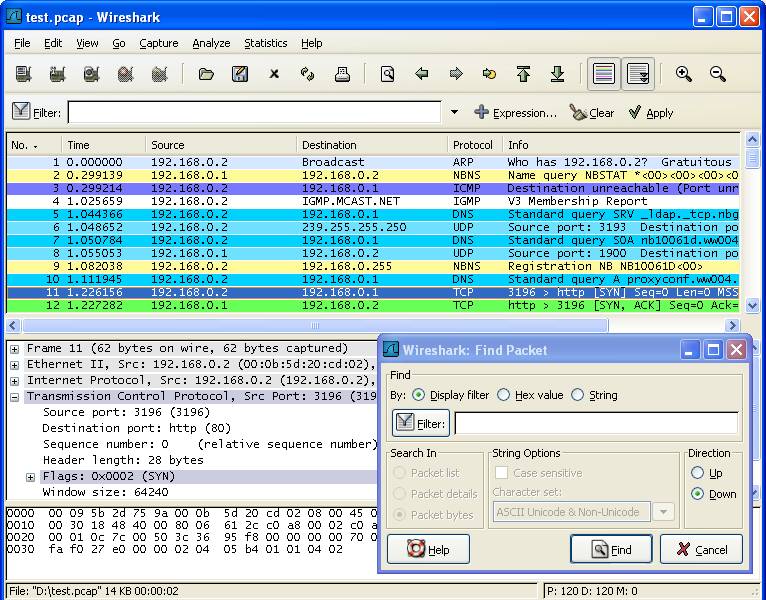 test.pcap - Wireshark
File Edit View Go Capture Analyze Statistics Help
Filter: Expression... Clear Apply
No. Time Source Destination Protocol Info
1 0.000000 192.168.0.2 Broadcast ARP Who has 192.168.0.2? Gratuitous
2 0.299139 192.168.0.1 192.168.0.2 NBNS Name query NBSTAT *<00><00><00><0
3 0.299214 192.168.0.2 192.168.0.1 ICMP Destination unreachable (Port unr
4 1.025659 192.168.0.2 IGMP.MCAST.NET IGMP V3 Membership Report
5 1.044366 192.168.0.2 192.168.0.1 DNS Standard query SRV _ldap._tcp.nbg
6 1.048652 192.168.0.2 239.255.255.250 UDP Source port: 3193 Destination po
7 1.050784 192.168.0.2 192.168.0.1 DNS Standard query SOA nb10061d.ww004
8 1.055053 192.168.0.1 192.168.0.2 UDP Source port: 1900 Destination po
9 1.082038 192.168.0.2 192.168.0.255 NBNS Registration NB NB10061D<00>
10 1.111945 192.168.0.2 192.168.0.1 DNS Standard query A proxyconf.ww004.
11 1.226156 192.168.0.2 192.168.0.1 TCP 3196 > http [SYN] Seq=0 Len=0 MSS
12 1.227282 192.168.0.1 192.168.0.2 TCP http > 3196 [SYN, ACK] Seq=0 Ack=
Frame 11 (62 bytes on wire, 62 bytes captured)
Ethernet II, Src: 192.168.0.2 (00:0b:5d:20:cd:02),
Internet Protocol, Src: 192.168.0.2 (192.168.0.2),
Transmission Control Protocol, Src Port: 3196 (319
Source port: 3196 (3196)
Destination port: http (80)
Sequence number: 0 (relative sequence number)
Header length: 28 bytes
Flags: 0x0002 (SYN)
Window size: 64240
0000 00 09 5b 2d 75 9a 00 0b 5d 20 cd 02 08 00 45 0
0010 00 30 18 48 40 00 80 06 61 2c c0 a8 00 02 c0 a
0020 00 01 0c 7c 00 50 3c 36 95 f8 00 00 00 00 70 0
0030 fa f0 27 e0 00 00 02 04 05 b4 01 01 04 02
Wireshark: Find Packet
Find
By: Display filter Hex value String
Filter:
Search In
Packet list
Packet details
Packet bytes
String Options
Case sensitive
Character set:
ASCII Unicode & Non-Unicode
Direction
Up
Down
Help Find Cancel
File: "D:\test.pcap" 14 KB 00:00:02 P: 120 D: 120 M: 0